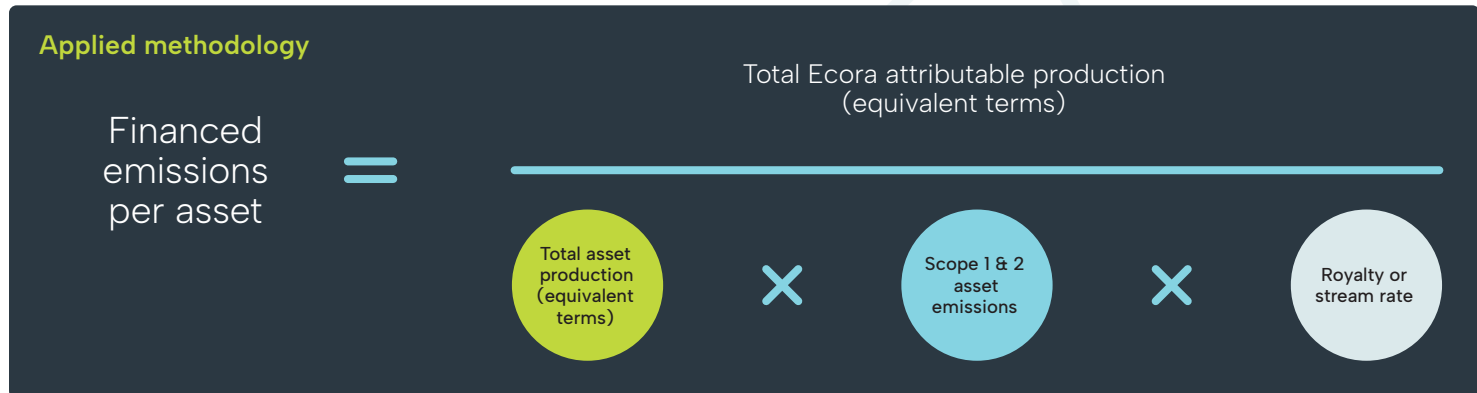 Applied methodology
Total Ecora attributable production
(equivalent terms)
Financed
emissions
per asset
=
Total asset
production
(equivalent
terms)
×
Scope 1 & 2
asset
emissions
×
Royalty or
stream rate